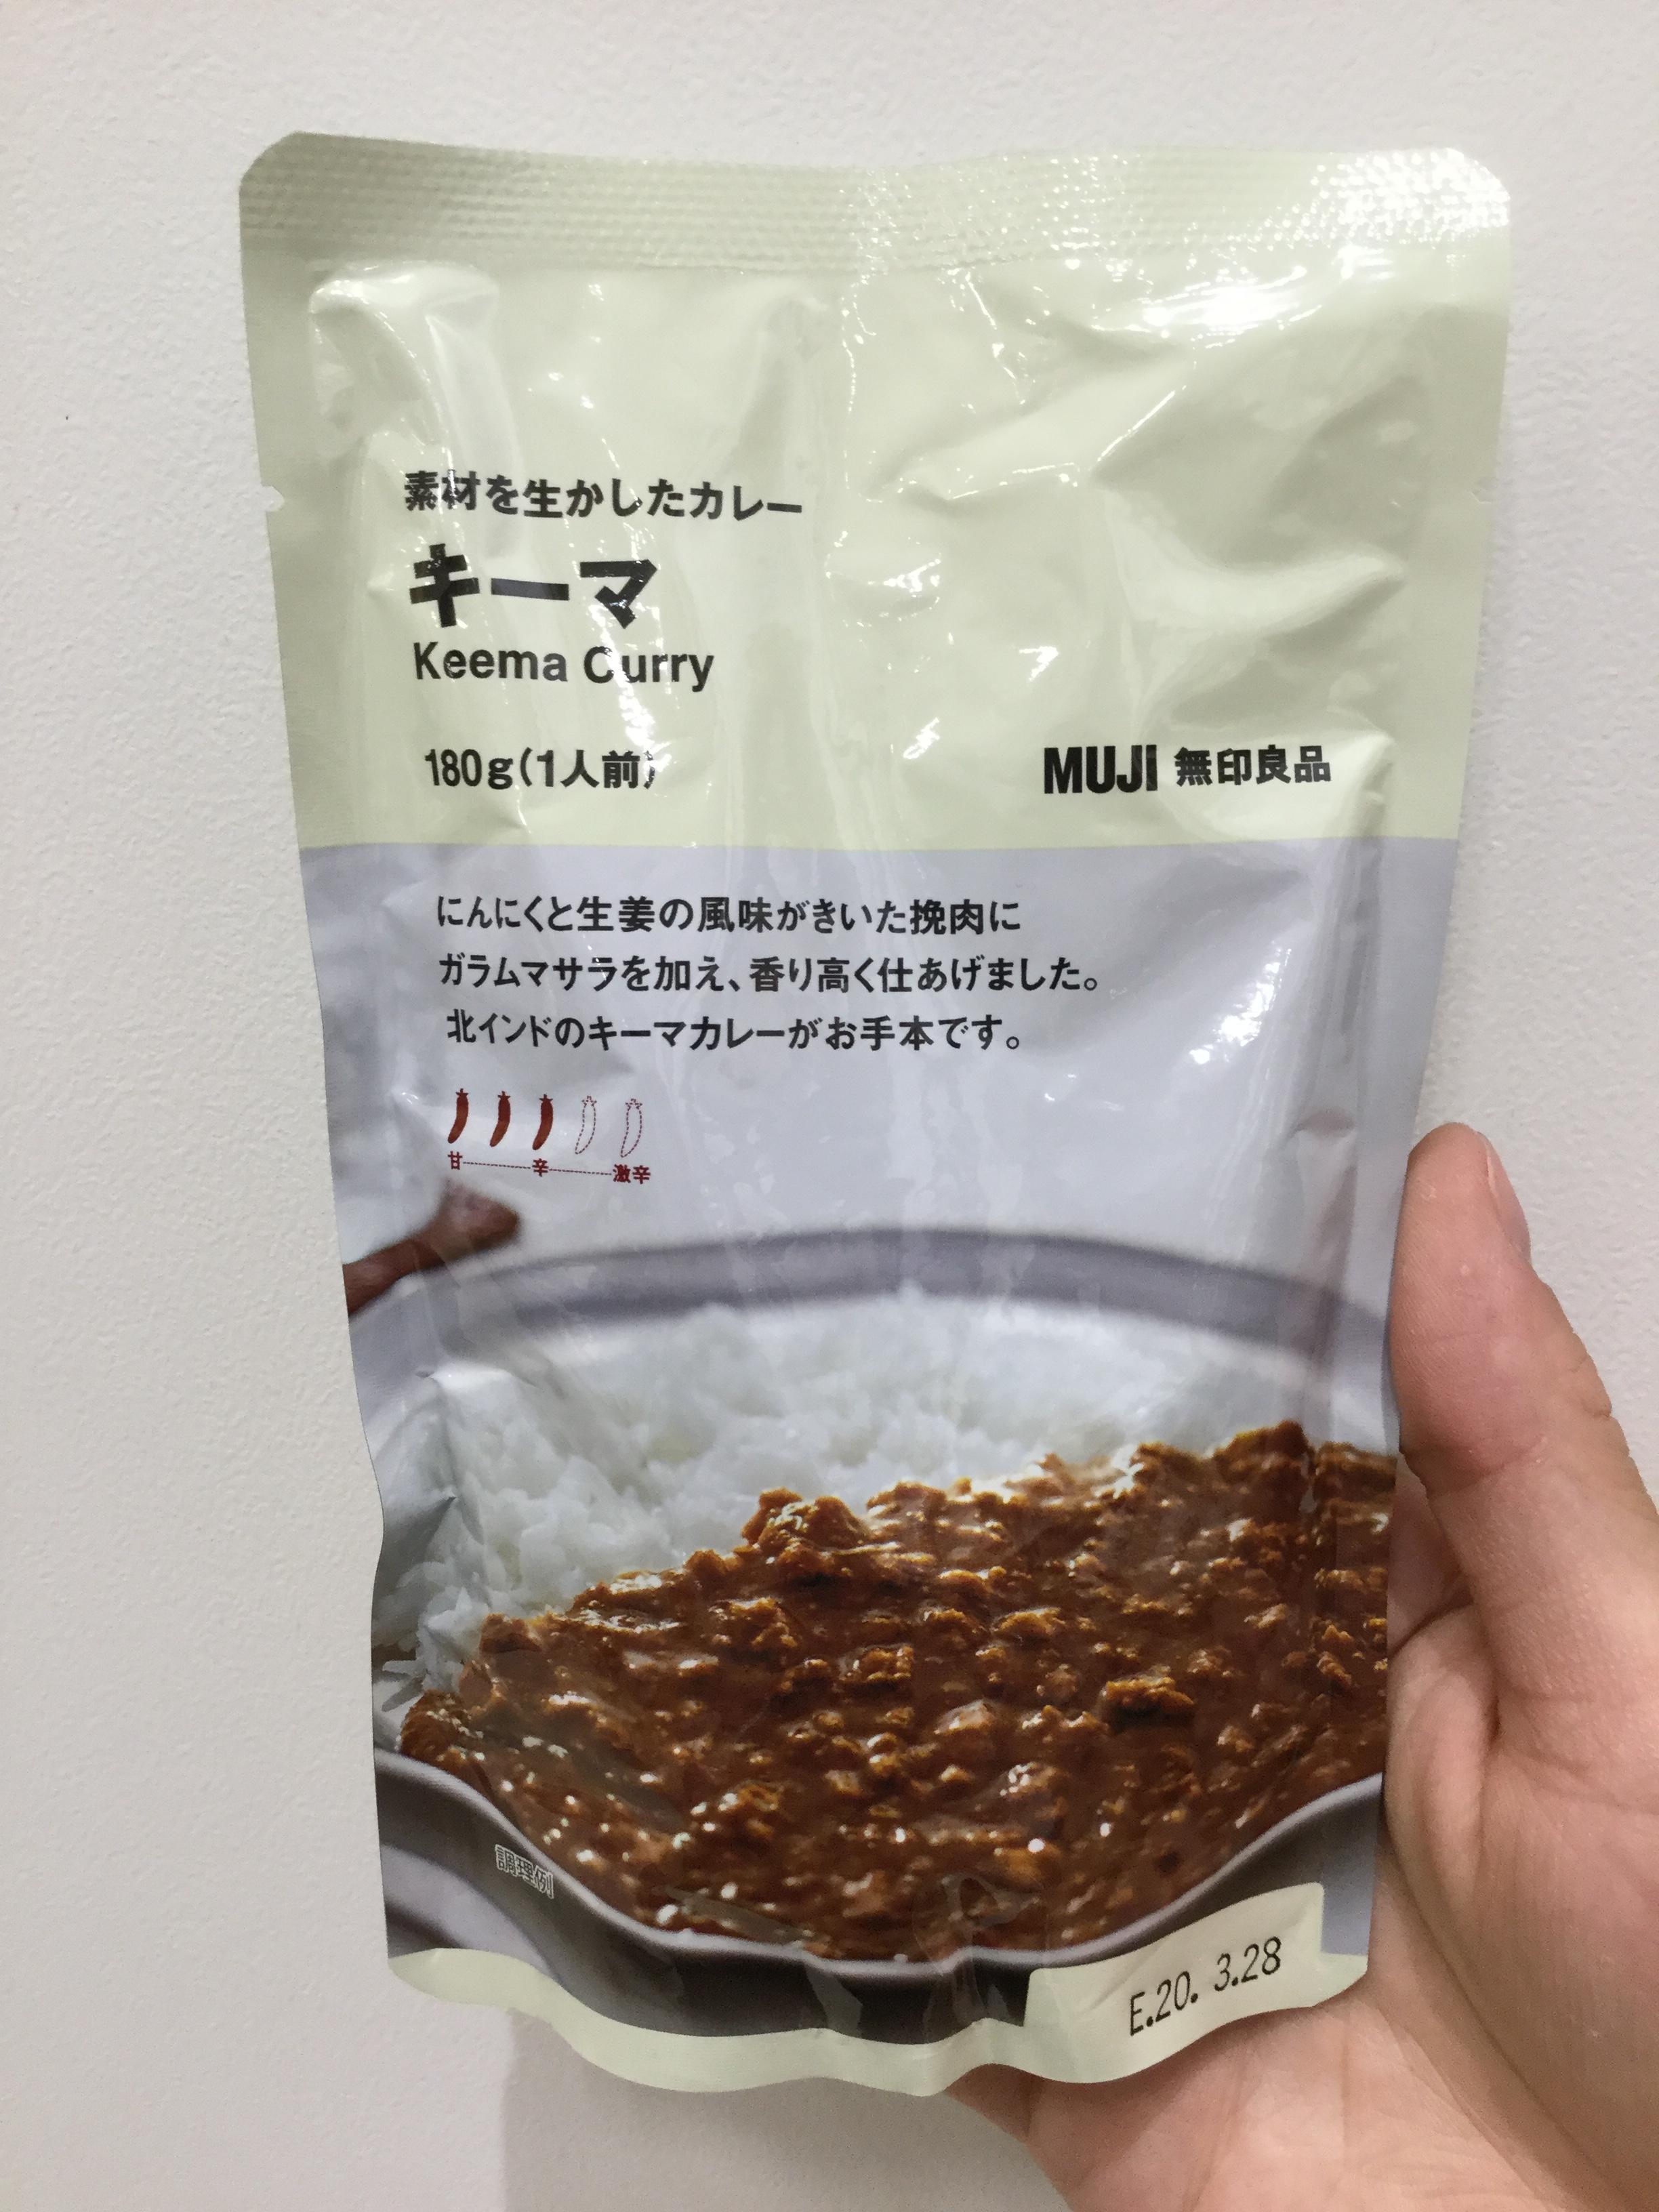 素材を生かしたカレー
キーマ
Keema Curry
180g(1人前)
MUJI 無印良品
にんにくと生姜の風味がきいた挽肉に
ガラムマサラを加え、香り高く仕あげました。
北インドのキーマカレーがお手本です。
甘 辛 激辛
調理例
E.20. 3.28